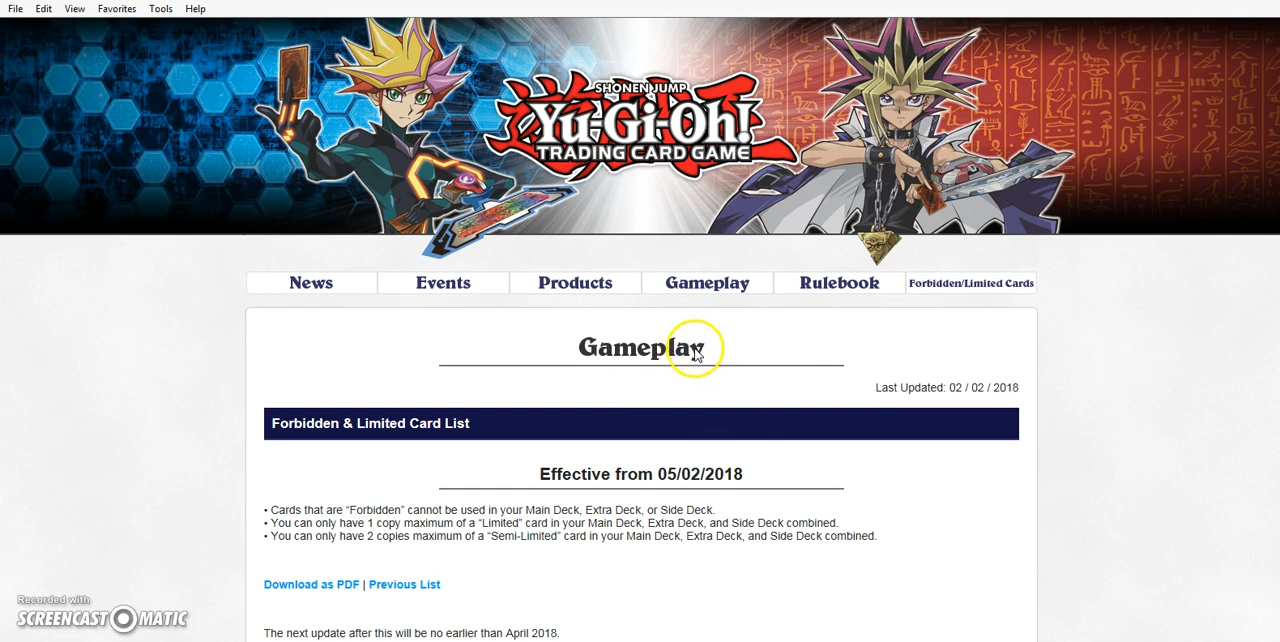 File Edit View Favorites Tools Help
SHONEN JUMP
Yu-Gi-Oh!
TRADING CARD GAME
News Events Products Gameplay Rulebook Forbidden/Limited Cards
Gameplay
Last Updated: 02 / 02 / 2018
Forbidden & Limited Card List
Effective from 05/02/2018
• Cards that are “Forbidden” cannot be used in your Main Deck, Extra Deck, or Side Deck.
• You can only have 1 copy maximum of a “Limited” card in your Main Deck, Extra Deck, and Side Deck combined.
• You can only have 2 copies maximum of a “Semi-Limited” card in your Main Deck, Extra Deck, and Side Deck combined.
Download as PDF | Previous List
The next update after this will be no earlier than April 2018.
Recorded with
SCREENCAST MATIC